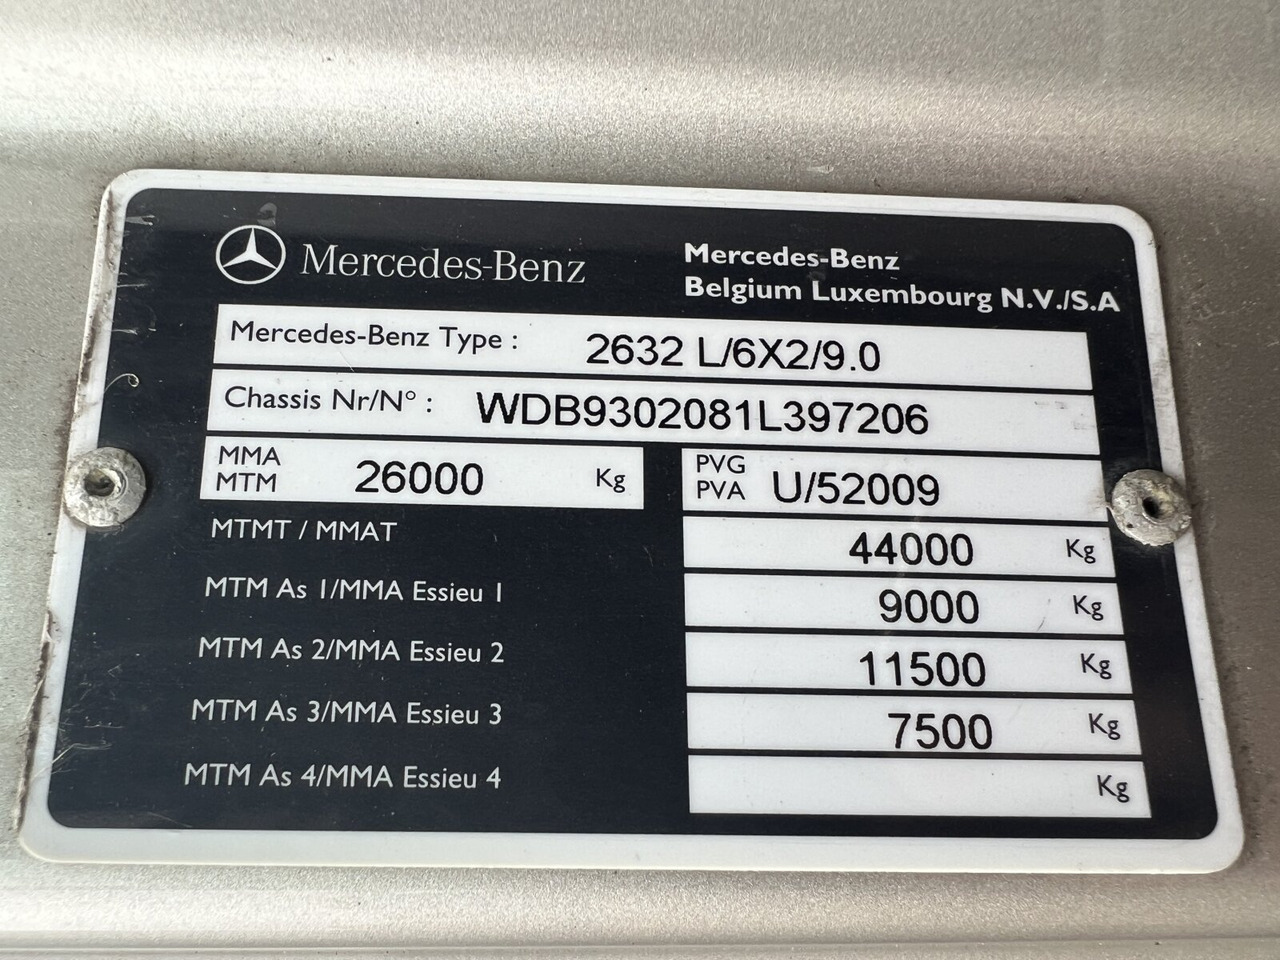 Mercedes-Benz
Mercedes-Benz
Belgium Luxembourg N.V./S.A
Mercedes-Benz Type : 2632 L/6X2/9.0
Chassis Nr/N° : WDB9302081L397206
MMA
MTM 26000 Kg
PVG
PVA U/52009
MTMT / MMAT 44000 Kg
MTM As 1/MMA Essieu 1 9000 Kg
MTM As 2/MMA Essieu 2 11500 Kg
MTM As 3/MMA Essieu 3 7500 Kg
MTM As 4/MMA Essieu 4 Kg